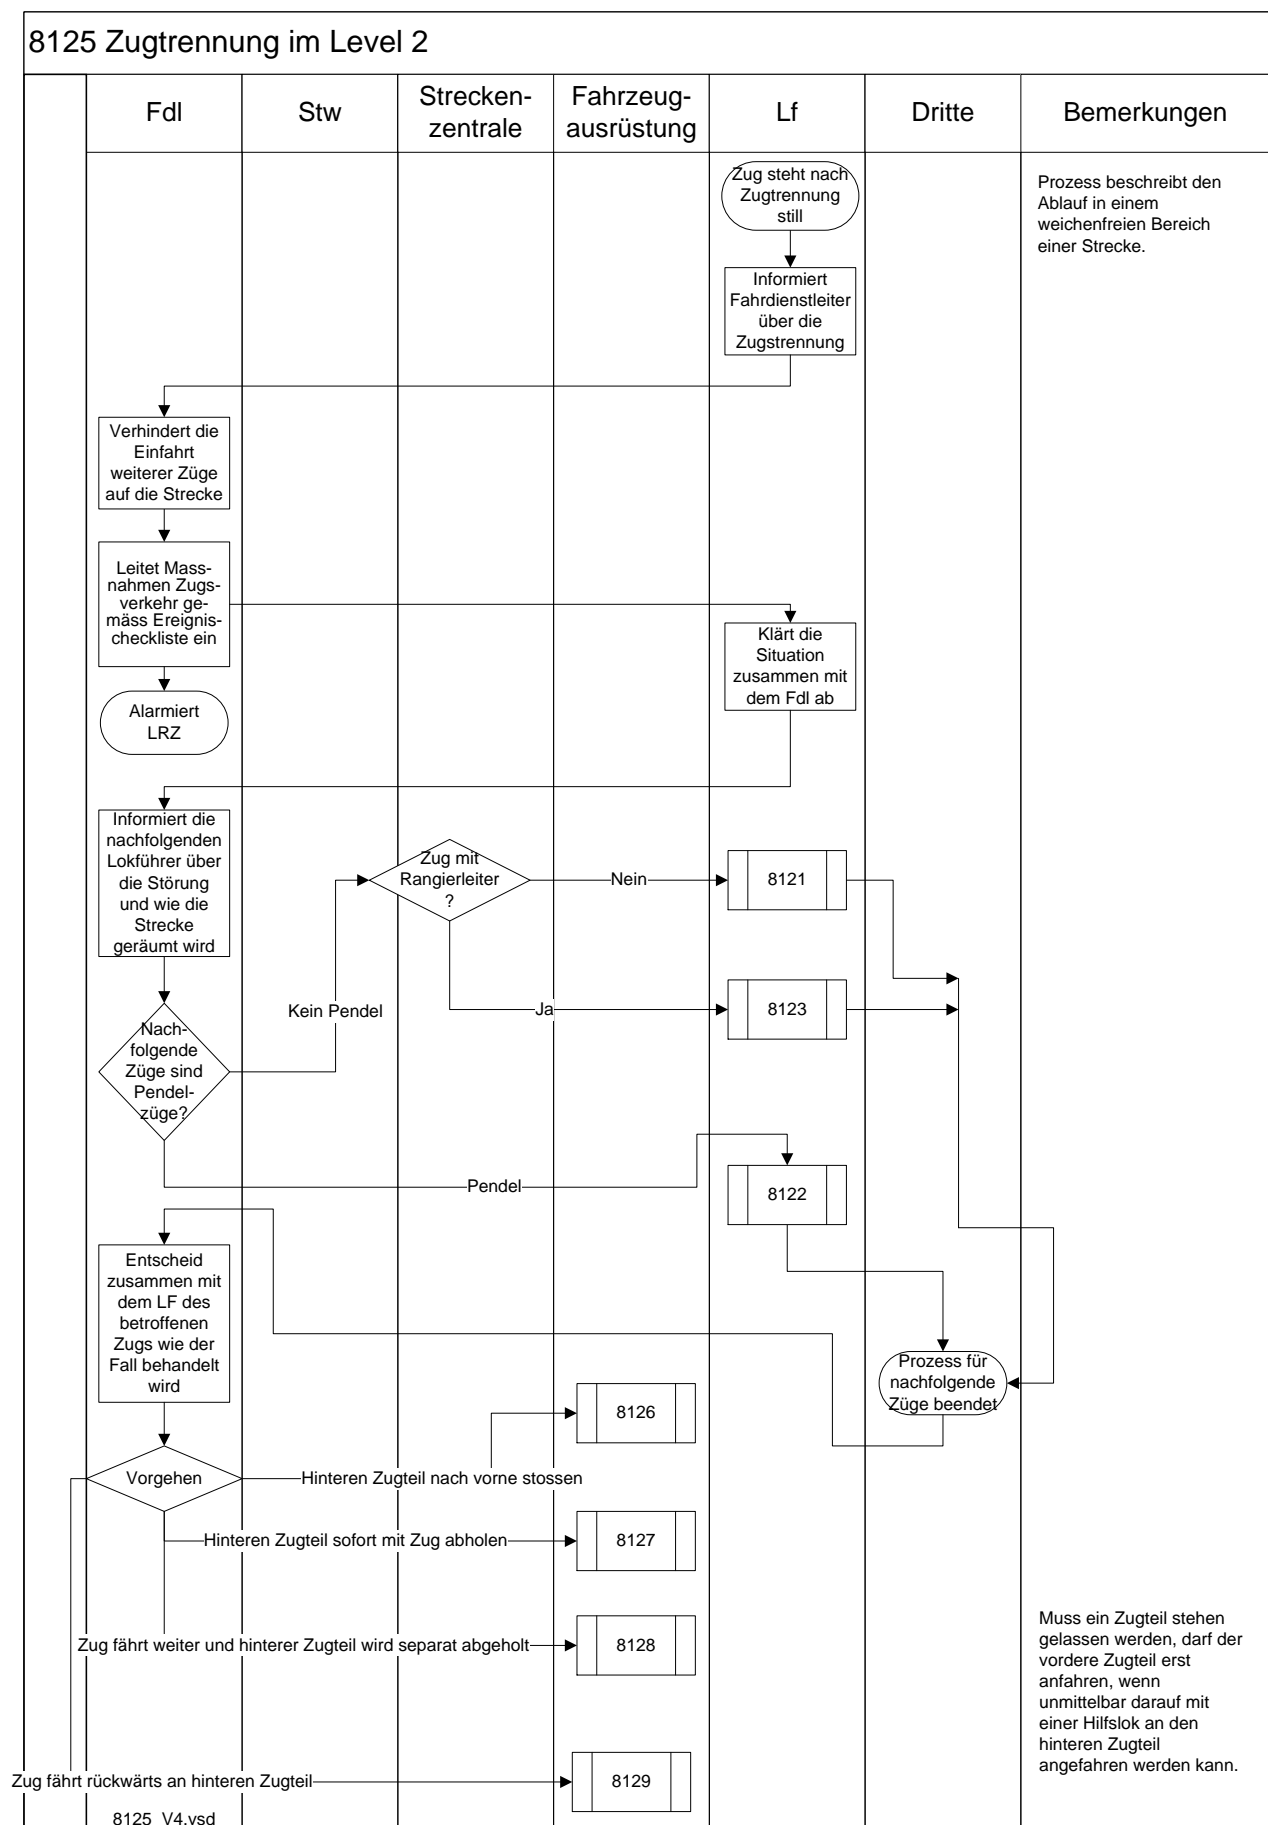 8125 Zugtrennung im Level 2
Fdl
Stw
Strecken-
zentrale
Fahrzeug-
ausrüstung
Lf
Dritte
Bemerkungen
Zug steht nach
Zugtrennung
still
Prozess beschreibt den
Ablauf in einem
weichenfreien Bereich
einer Strecke.
Informiert
Fahrdienstleiter
über die
Zugstrennung
Verhindert die
Einfahrt
weiterer Züge
auf die Strecke
Leitet Mass-
nahmen Zugs-
verkehr ge-
mäss Ereignis-
checkliste ein
Klärt die
Situation
zusammen mit
dem Fdl ab
Alarmiert
LRZ
Informiert die
nachfolgenden
Lokführer über
die Störung
und wie die
Strecke
geräumt wird
Zug mit
Rangierleiter
?
Nein
8121
Kein Pendel
Ja
8123
Nach-
folgende
Züge sind
Pendel-
züge?
Pendel
8122
Entscheid
zusammen mit
dem LF des
betroffenen
Zugs wie der
Fall behandelt
wird
Prozess für
nachfolgende
Züge beendet
8126
Vorgehen
Hinteren Zugteil nach vorne stossen
Hinteren Zugteil sofort mit Zug abholen
8127
Zug fährt weiter und hinterer Zugteil wird separat abgeholt
8128
Muss ein Zugteil stehen
gelassen werden, darf der
vordere Zugteil erst
anfahren, wenn
unmittelbar darauf mit
einer Hilfslok an den
hinteren Zugteil
angefahren werden kann.
Zug fährt rückwärts an hinteren Zugteil
8129
8125_V4.vsd